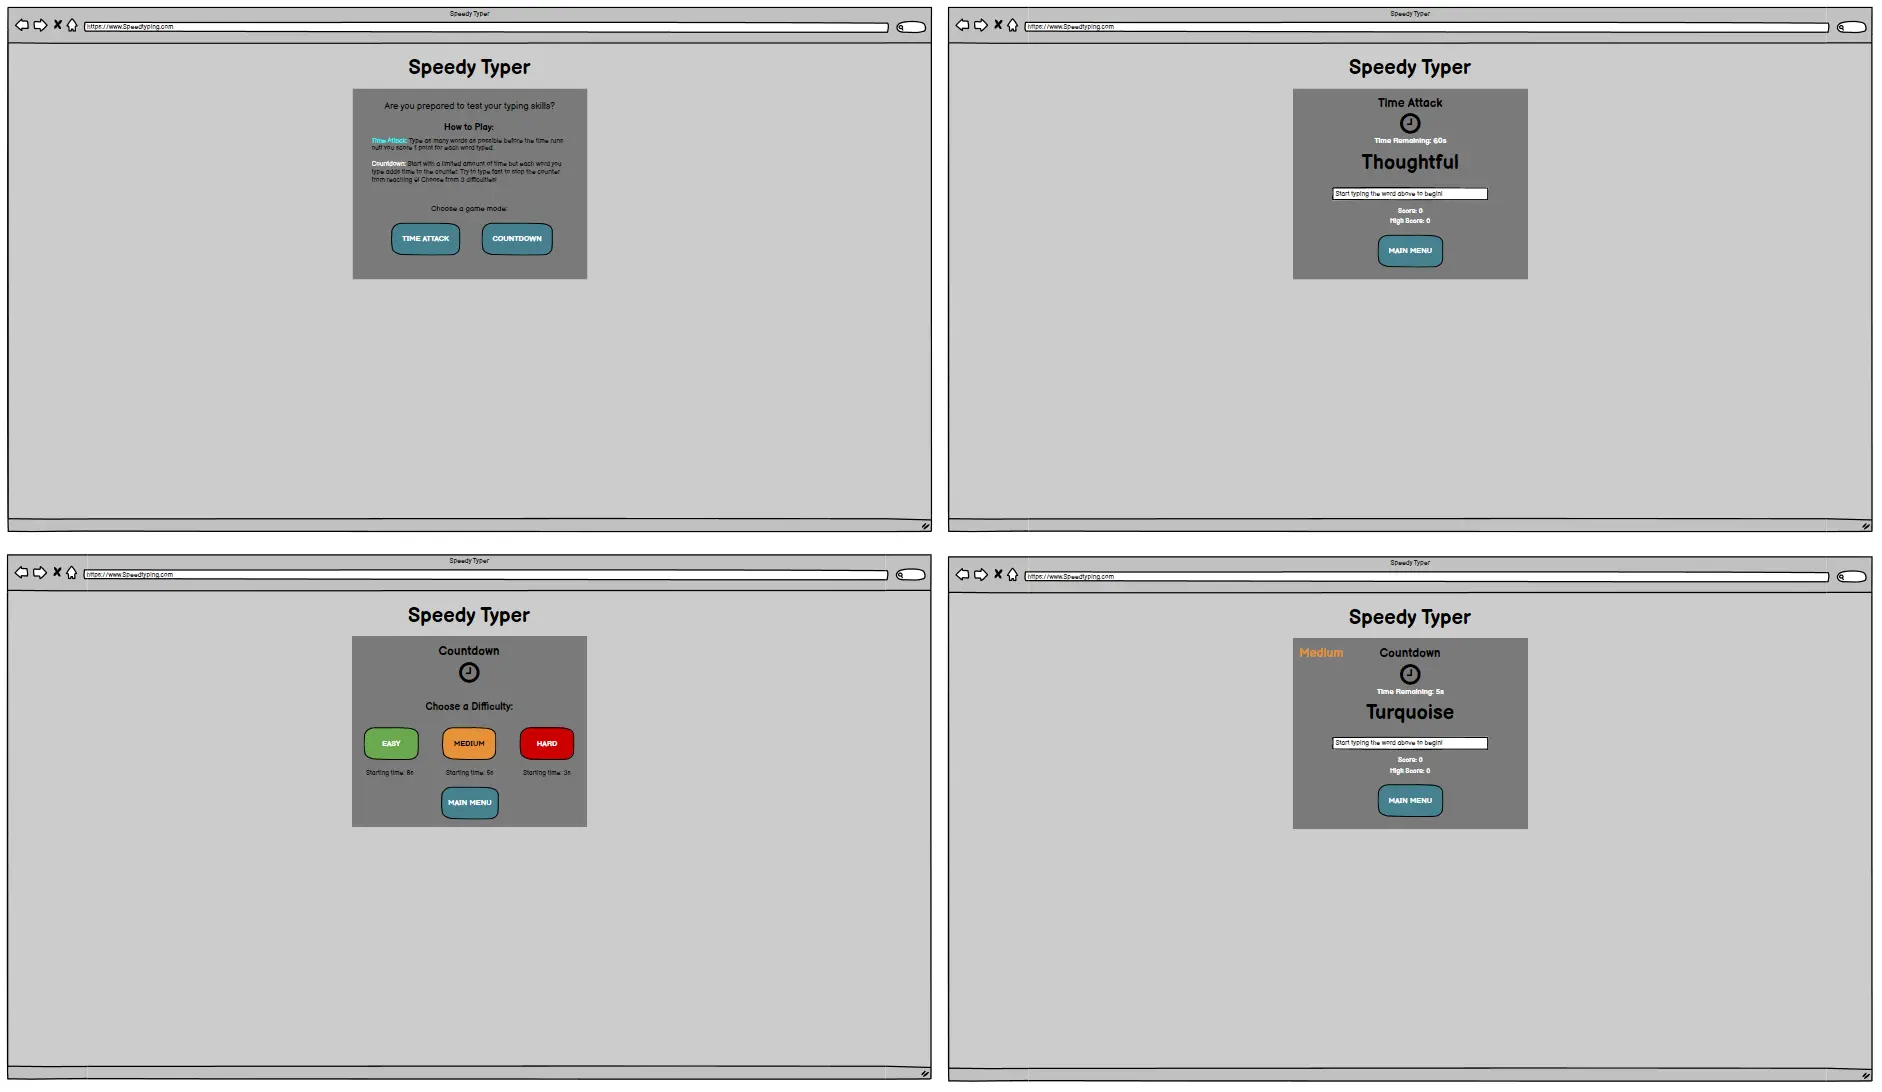 Speedy Typer
https://www.Speedtyping.com
Speedy Typer
Are you prepared to test your typing skills?
How to Play:
Time Attack: Type as many words as possible before the time runs
out! You score 1 point for each word typed.
Countdown: Start with a limited amount of time but each word you
type adds time to the counter. Try to type fast to stop the counter
from reaching 0! Choose from 3 difficulties!
Choose a game mode:
TIME ATTACK COUNTDOWN
Speedy Typer
https://www.Speedtyping.com
Speedy Typer
Time Attack
Time Remaining: 60s
Thoughtful
Start typing the word above to begin!
Score: 0
High Score: 0
MAIN MENU
Speedy Typer
https://www.Speedtyping.com
Speedy Typer
Countdown
Choose a Difficulty:
EASY MEDIUM HARD
Starting time: 8s Starting time: 5s Starting time: 3s
MAIN MENU
Speedy Typer
https://www.Speedtyping.com
Speedy Typer
Medium Countdown
Time Remaining: 5s
Turquoise
Start typing the word above to begin!
Score: 0
High Score: 0
MAIN MENU